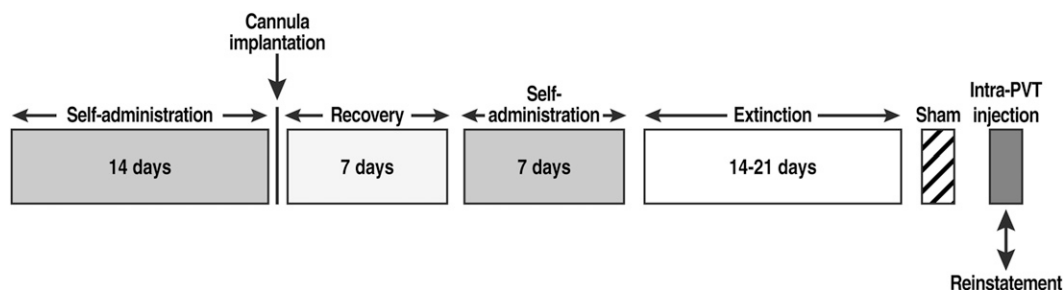 Cannula
implantation
Self-administration
Recovery
Self-
administration
Extinction
Sham
Intra-PVT
injection
14 days
7 days
7 days
14-21 days
Reinstatement